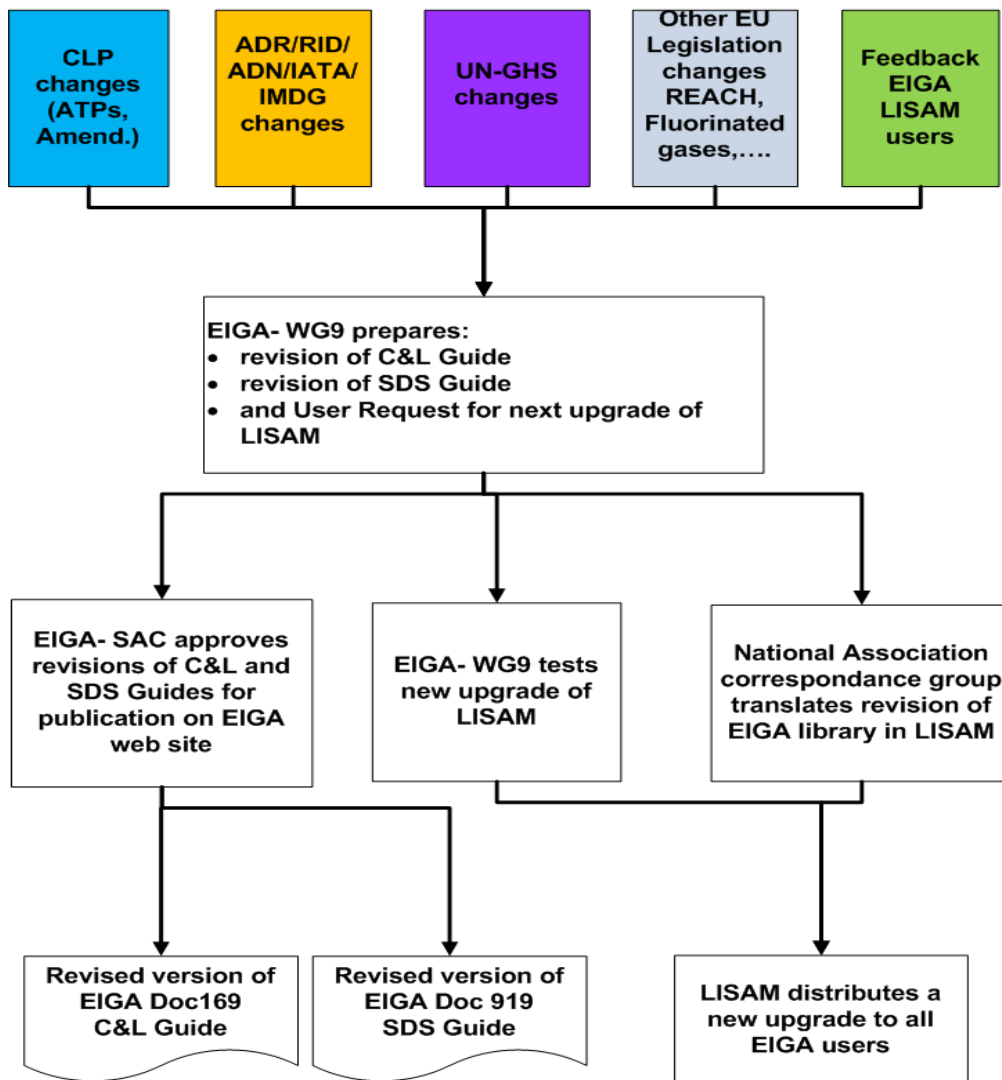 CLP
changes
(ATPs,
Amend.)
ADR/RID/
ADN/IATA/
IMDG
changes
UN-GHS
changes
Other EU
Legislation
changes
REACH,
Fluorinated
gases,....
Feedback
EIGA
LISAM
users
EIGA- WG9 prepares:
• revision of C&L Guide
• revision of SDS Guide
• and User Request for next upgrade of
LISAM
EIGA- SAC approves
revisions of C&L and
SDS Guides for
publication on EIGA
web site
EIGA- WG9 tests
new upgrade of
LISAM
National Association
correspondance group
translates revision of
EIGA library in LISAM
Revised version of
EIGA Doc169
C&L Guide
Revised version of
EIGA Doc 919
SDS Guide
LISAM distributes a
new upgrade to all
EIGA users